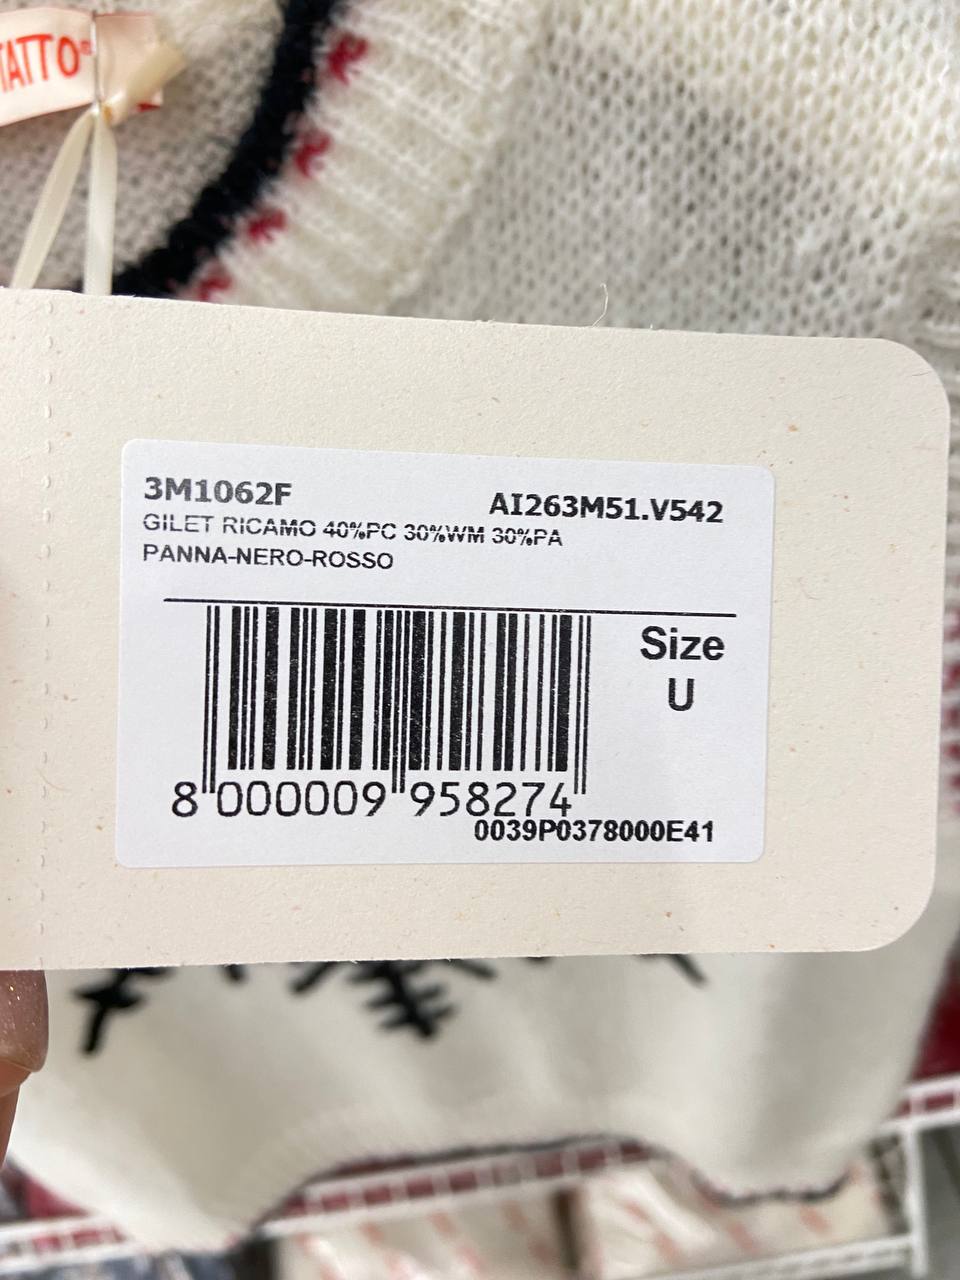 TATTO®
3M1062F
AI263M51.V542
GILET RICAMO 40%PC 30%WM 30%PA
PANNA-NERO-ROSSO
Size
U
8 000009 958274
0039P0378000E41